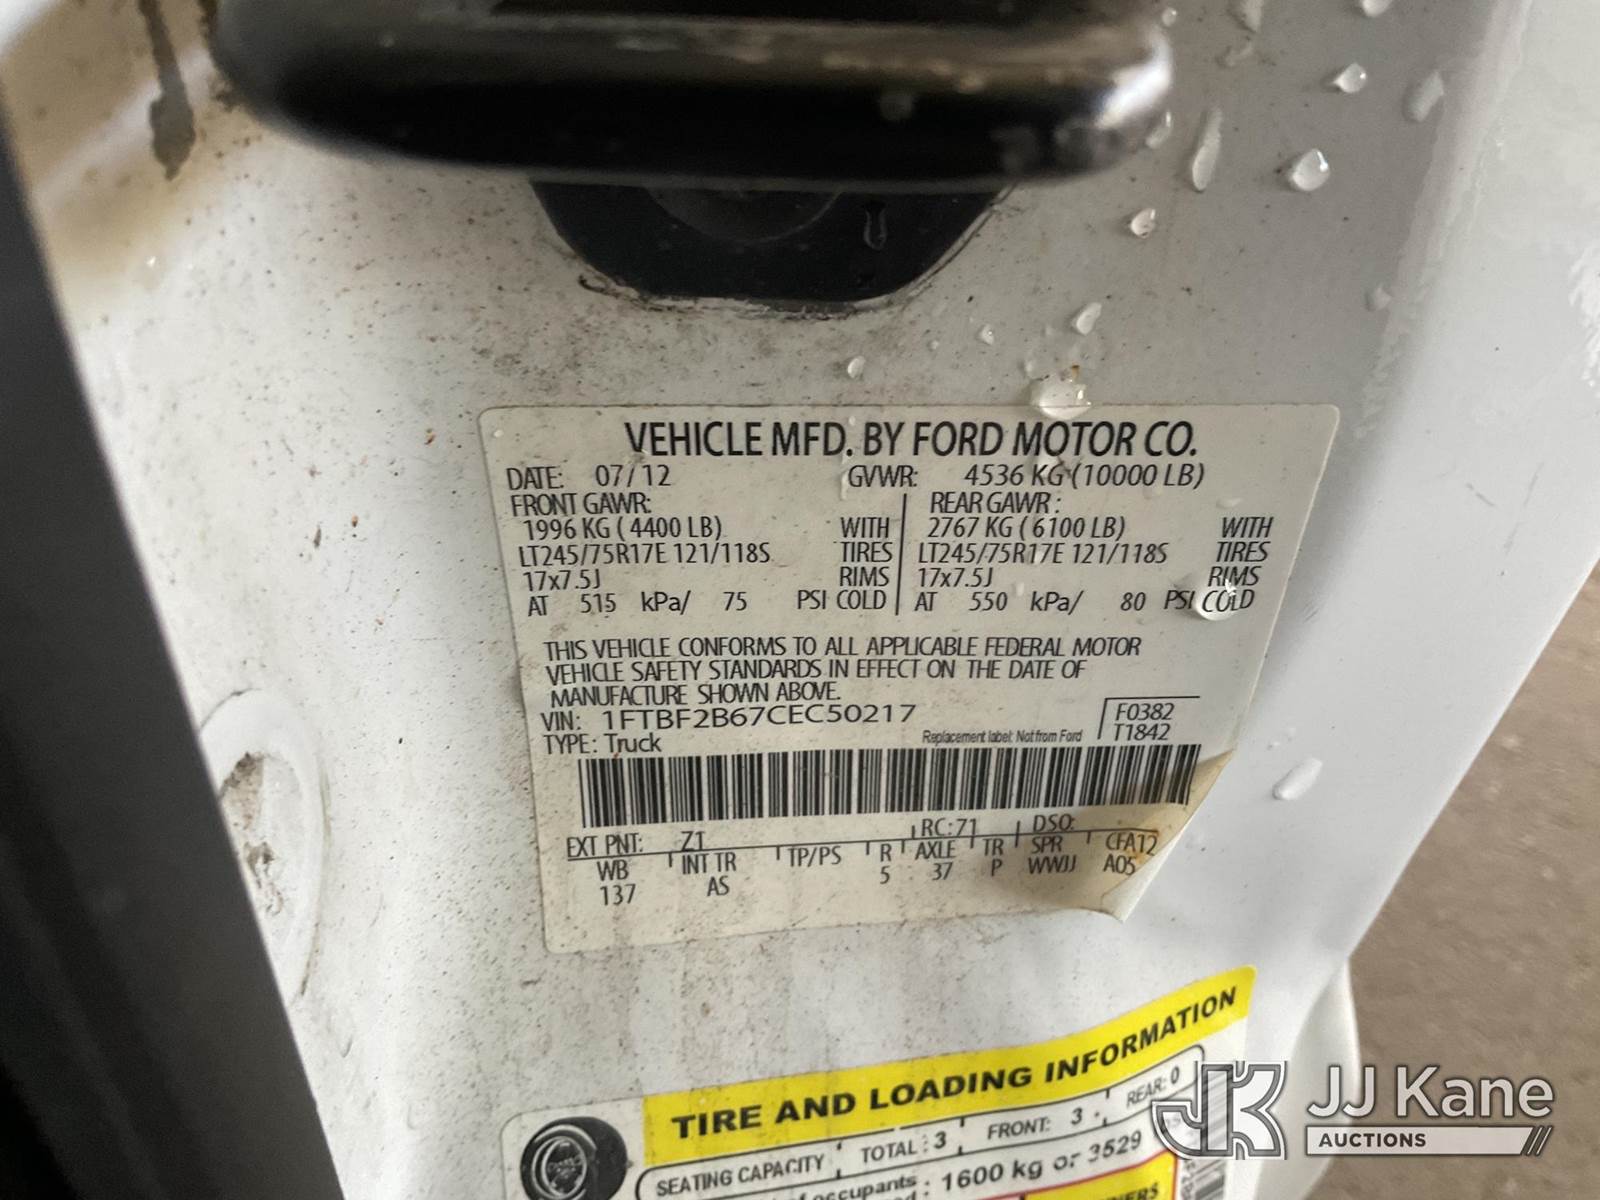 VEHICLE MFD. BY FORD MOTOR CO.
DATE: 07/12 GVWR: 4536 KG (10000 LB)
FRONT GAWR: REAR GAWR:
1996 KG (4400 LB) WITH 2767 KG (6100 LB) WITH
LT245/75R17E 121/118S TIRES LT245/75R17E 121/118S TIRES
17x7.5J RIMS 17x7.5J RIMS
AT 515 kPa/ 75 PSI COLD AT 550 kPa/ 80 PSI COLD
THIS VEHICLE CONFORMS TO ALL APPLICABLE FEDERAL MOTOR
VEHICLE SAFETY STANDARDS IN EFFECT ON THE DATE OF
MANUFACTURE SHOWN ABOVE.
VIN: 1FTBF2B67CEC50217 F0382
TYPE: Truck Replacement label: Not from Ford T1842
EXT PNT: Z1 RC: 71 DSO:
WB INT TR TP/PS R AXLE TR SPR CFA12
137 AS 5 37 P WWJJ A05
TIRE AND LOADING INFORMATION
SEATING CAPACITY TOTAL: 3 FRONT: 3 REAR: 0
occupants : 1600 kg or 3529
JJ Kane
AUCTIONS